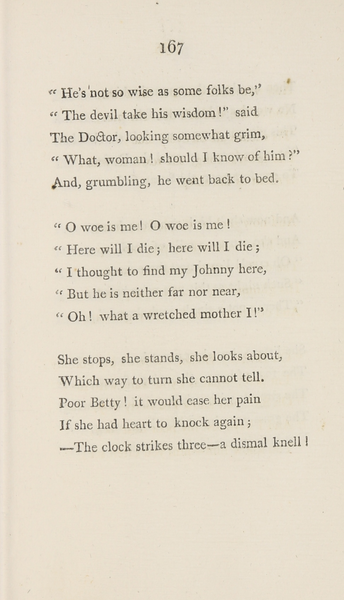 167
“ He's not so wise as some folks be,”
“ The devil take his wisdom!” said
The Doctor, looking somewhat grim,
“ What, woman! should I know of him?”
And, grumbling, he went back to bed.
“ O woe is me! O woe is me!
“ Here will I die; here will I die;
“ I thought to find my Johnny here,
“ But he is neither far nor near,
“ Oh! what a wretched mother I!”
She stops, she stands, she looks about,
Which way to turn she cannot tell.
Poor Betty! it would ease her pain
If she had heart to knock again;
—The clock strikes three—a dismal knell!